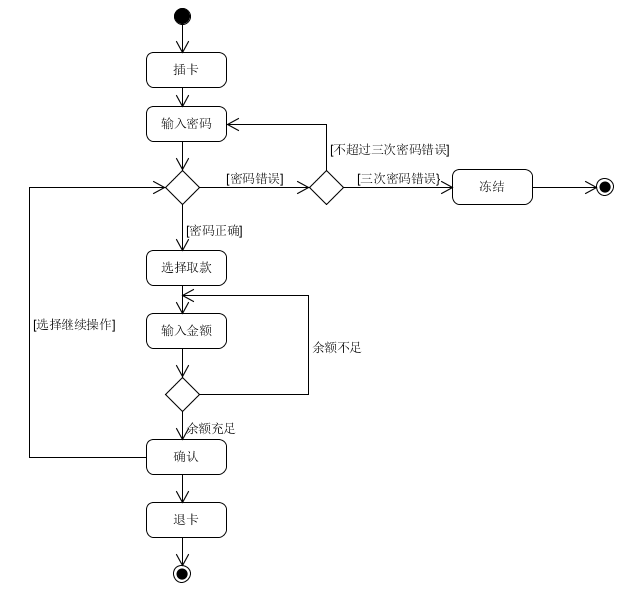 插卡
输入密码
[不超过三次密码错误]
[密码错误]
[三次密码错误}
冻结
[密码正确]
选择取款
[选择继续操作]
输入金额
余额不足
余额充足
确认
退卡